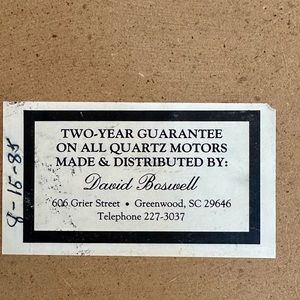 TWO-YEAR GUARANTEE
ON ALL QUARTZ MOTORS
MADE & DISTRIBUTED BY:
David Boswell
606 Grier Street • Greenwood, SC 29646
Telephone 227-3037
8-15-88